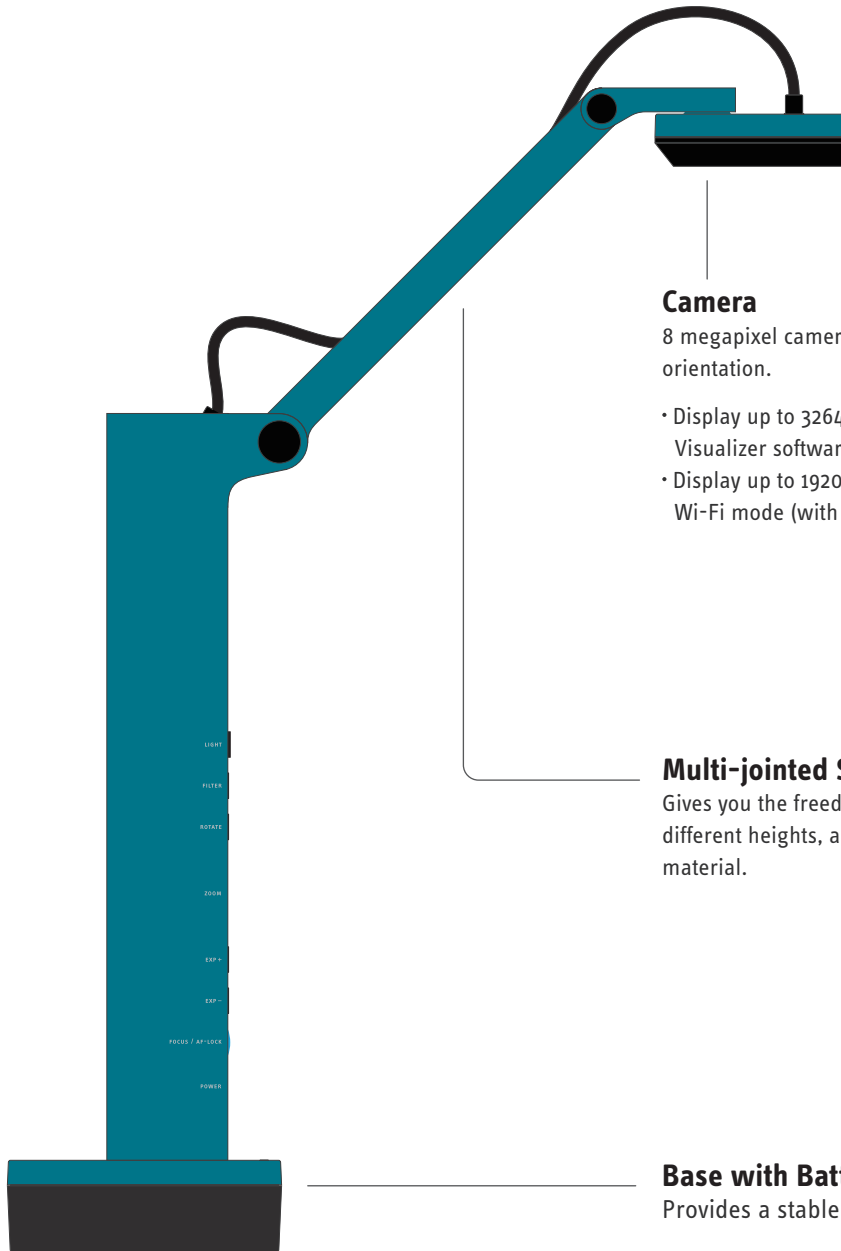 Camera
8 megapixel camer
orientation.
• Display up to 3264
Visualizer softwar
• Display up to 1920
Wi-Fi mode (with
LIGHT
FILTER
ROTATE
Multi-jointed S
Gives you the freed
different heights, a
material.
ZOOM
EXP+
EXP−
FOCUS / AF-LOCK
POWER
Base with Batt
Provides a stable